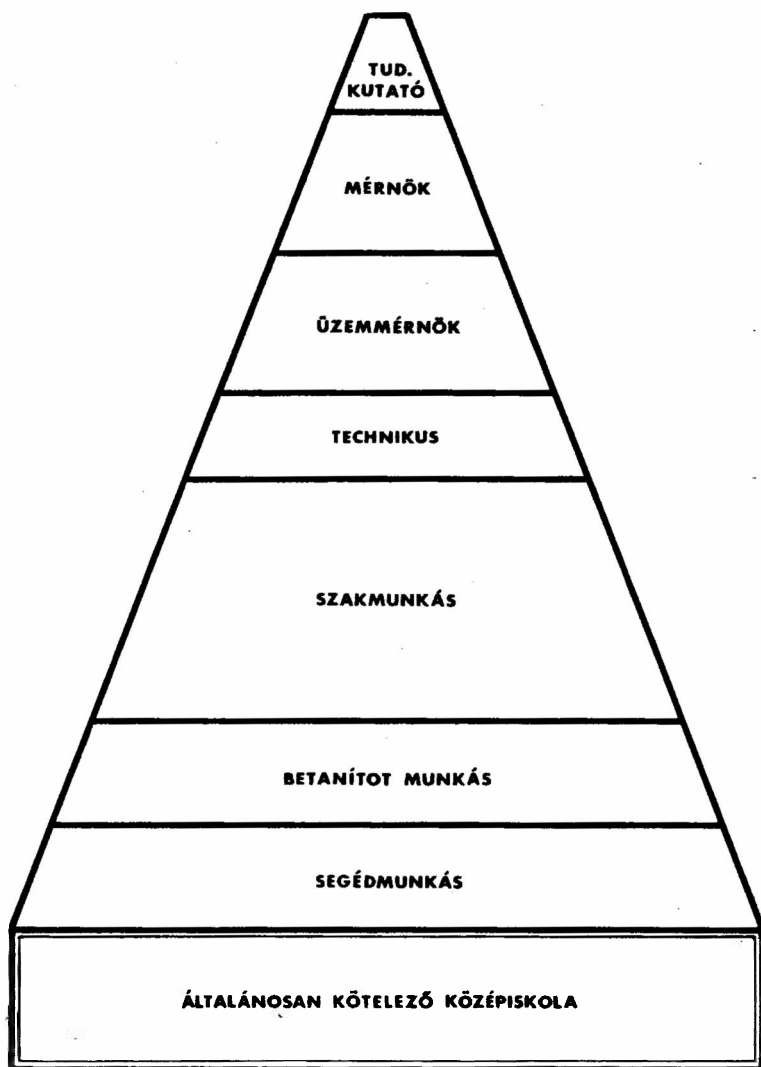 TUD.
KUTATÓ
MÉRNÖK
ÜZEMMÉRNÖK
TECHNIKUS
SZAKMUNKÁS
BETANÍTOT MUNKÁS
SEGÉDMUNKÁS
ÁLTALÁNOSAN KÖTELEZŐ KÖZÉPISKOLA